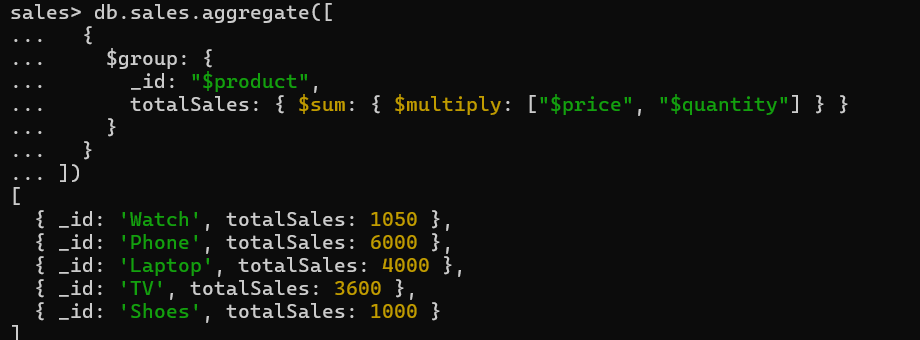 sales> db.sales.aggregate([
...   {
...     $group: {
...       _id: "$product",
...       totalSales: { $sum: { $multiply: ["$price", "$quantity"] } }
...     }
...   }
... ])
[
  { _id: 'Watch', totalSales: 1050 },
  { _id: 'Phone', totalSales: 6000 },
  { _id: 'Laptop', totalSales: 4000 },
  { _id: 'TV', totalSales: 3600 },
  { _id: 'Shoes', totalSales: 1000 }
]